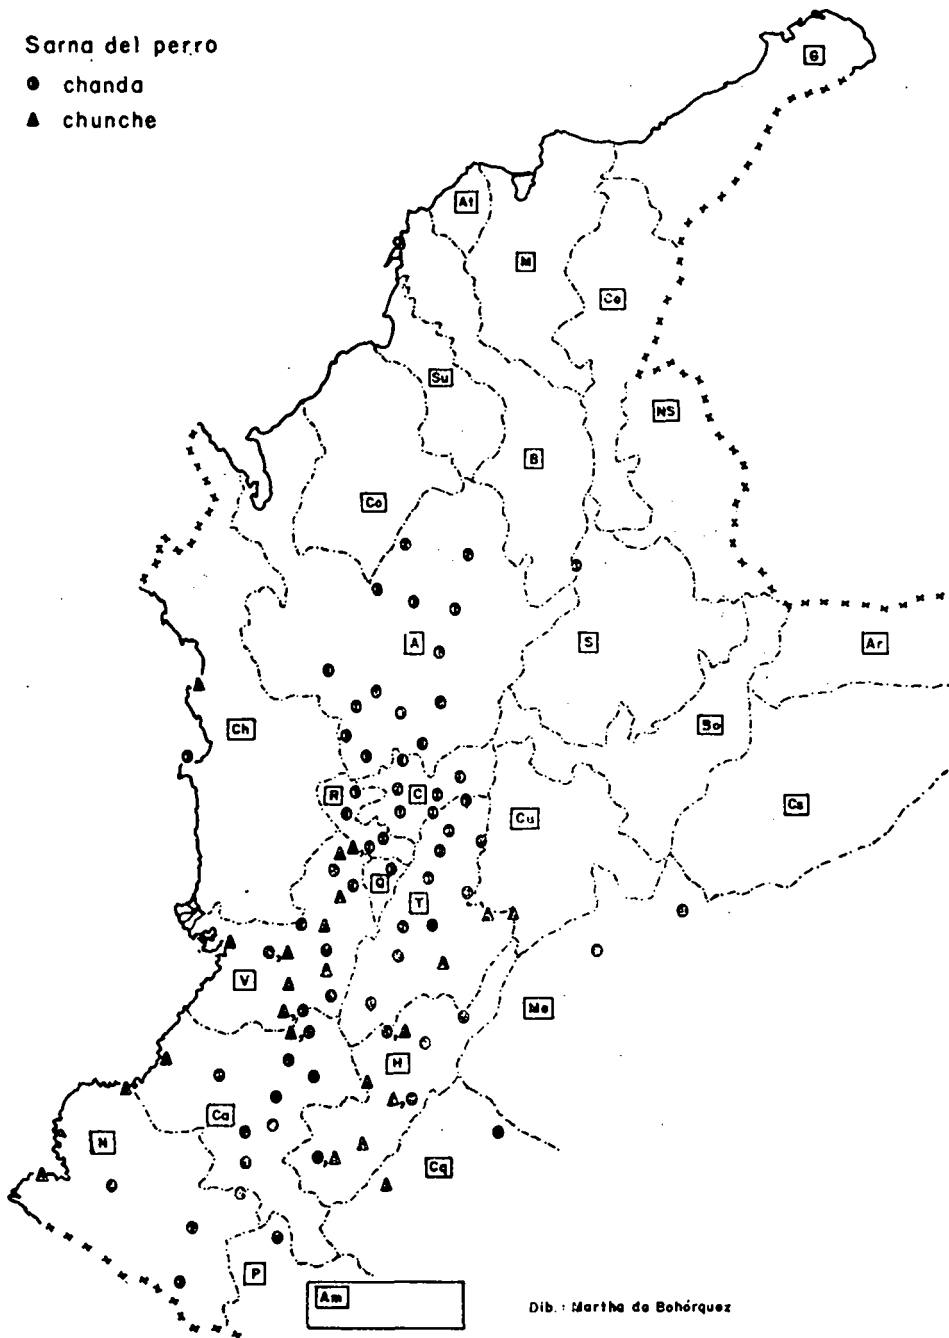 Sarna del perro
chanda
chunche
G
At
M
Ce
Su
NS
B
Co
A
S
Ar
Ch
Bo
R
C
Cu
Cs
Q
T
V
Me
H
Ca
N
Cq
P
Am
Dib. : Martha de Bohórquez